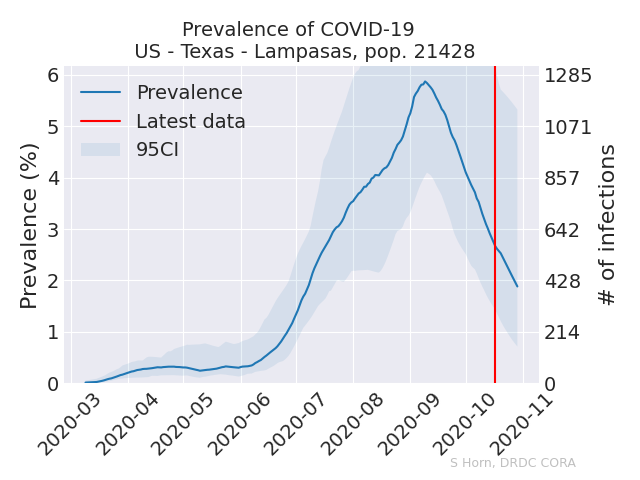 Prevalence of COVID-19
US - Texas - Lampasas, pop. 21428
Prevalence
Latest data
95CI
Prevalence (%)
6
5
4
3
2
1
0
1285
1071
857
642
428
214
0
# of infections
2020-03
2020-04
2020-05
2020-06
2020-07
2020-08
2020-09
2020-10
2020-11
S Horn, DRDC CORA